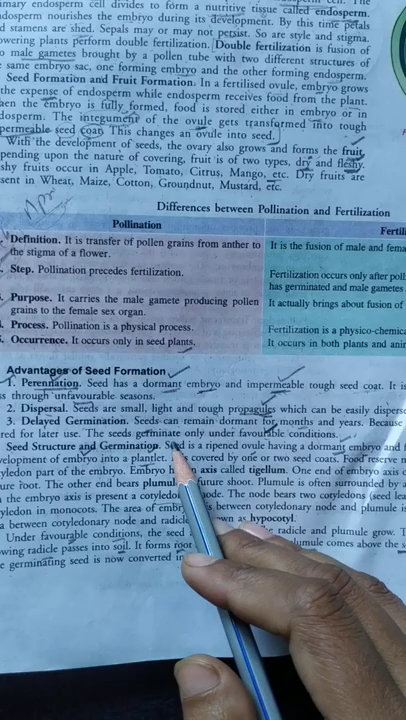 imary endosperm cell divides to form a nutritive tissue called endosperm.
ndosperm nourishes the embryo during its development. By this time petals
d stamens are shed. Sepals may or may not persist. So are style and stigma.
owering plants perform double fertilization. Double fertilization is fusion of
o male gametes brought by a pollen tube with two different structures of
e same embryo sac, one forming embryo and the other forming endosperm.
Seed Formation and Fruit Formation. In a fertilised ovule, embryo grows
the expense of endosperm while endosperm receives food from the plant.
hen the embryo is fully formed, food is stored either in embryo or in
dosperm. The integument of the ovule gets transformed into tough
permeable seed coat. This changes an ovule into seed.
With the development of seeds, the ovary also grows and forms the fruit.
pending upon the nature of covering, fruit is of two types, dry and fleshy.
shy fruits occur in Apple, Tomato, Citrus, Mango, etc. Dry fruits are
sent in Wheat, Maize, Cotton, Groundnut, Mustard, etc.
Differences between Pollination and Fertilization
Pollination Fertili
Definition. It is transfer of pollen grains from anther to It is the fusion of male and fema
the stigma of a flower.
Step. Pollination precedes fertilization. Fertilization occurs only after poll
has germinated and male gametes
Purpose. It carries the male gamete producing pollen It actually brings about fusion of
grains to the female sex organ.
Process. Pollination is a physical process. Fertilization is a physico-chemica
Occurrence. It occurs only in seed plants. It occurs in both plants and anim
Advantages of Seed Formation
1. Perennation. Seed has a dormant embryo and impermeable tough seed coat. It is
s through unfavourable seasons.
2. Dispersal. Seeds are small, light and tough propagules which can be easily disperse
3. Delayed Germination. Seeds can remain dormant for months and years. Because
red for later use. The seeds germinate only under favourable conditions.
Seed Structure and Germination. Seed is a ripened ovule having a dormant embryo and f
velopment of embryo into a plantlet. is covered by one or two seed coats. Food reserve
yledon part of the embryo. Embryo axis called tigellum. One end of embryo axis
ure root. The other end bears plumul ture shoot. Plumule is often surrounded by a
the embryo axis is present a cotyledo node. The node bears two cotyledons (seed lea
yledon in monocots. The area of embr s between cotyledonary node and plumule is
a between cotyledonary node and radicl own as hypocotyl.
Under favourable conditions, the seed radicle and plumule grow. T
wing radicle passes into soil. It forms root lumule comes above the s
e germinating seed is now converted in